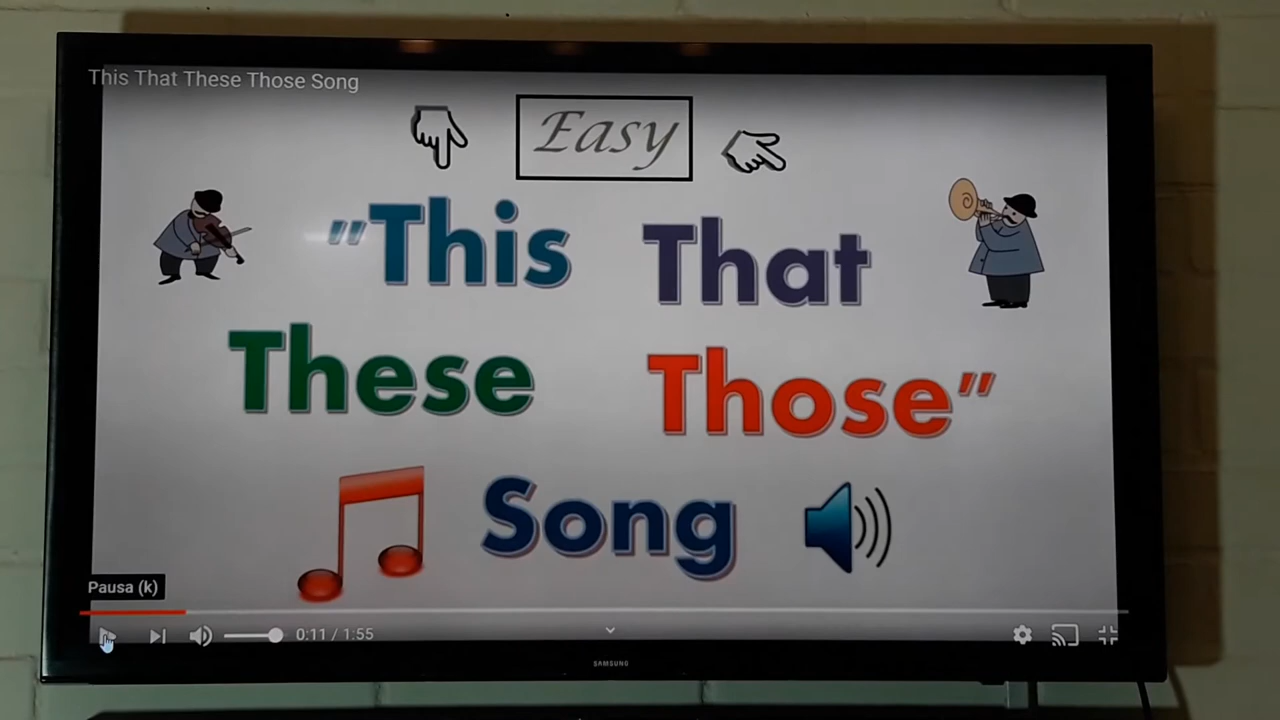 This That These Those Song
Easy
"This That
These Those"
Song
Pausa (k)
0:11 / 1:55
SAMSUNG